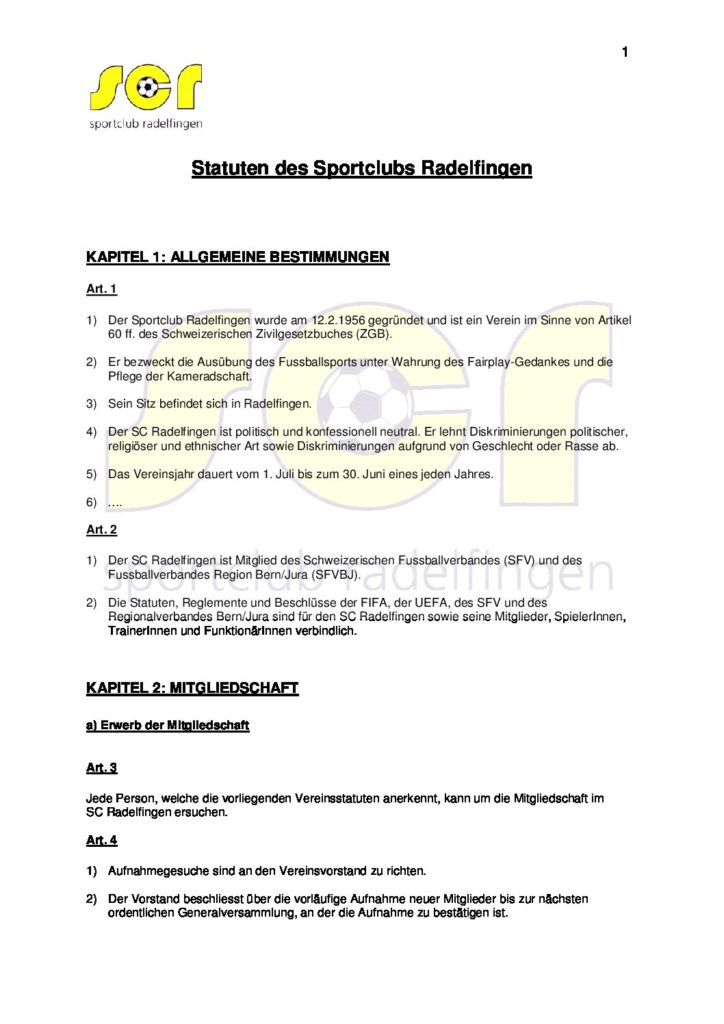 1
scr
sportclub radelfingen
Statuten des Sportclubs Radelfingen
KAPITEL 1: ALLGEMEINE BESTIMMUNGEN
Art. 1
1) Der Sportclub Radelfingen wurde am 12.2.1956 gegründet und ist ein Verein im Sinne von Artikel
60 ff. des Schweizerischen Zivilgesetzbuches (ZGB).
2) Er bezweckt die Ausübung des Fussballsports unter Wahrung des Fairplay-Gedankes und die
Pflege der Kameradschaft.
3) Sein Sitz befindet sich in Radelfingen.
4) Der SC Radelfingen ist politisch und konfessionell neutral. Er lehnt Diskriminierungen politischer,
religiöser und ethnischer Art sowie Diskriminierungen aufgrund von Geschlecht oder Rasse ab.
5) Das Vereinsjahr dauert vom 1. Juli bis zum 30. Juni eines jeden Jahres.
6) ....
Art. 2
1) Der SC Radelfingen ist Mitglied des Schweizerischen Fussballverbandes (SFV) und des
Fussballverbandes Region Bern/Jura (SFVBJ).
2) Die Statuten, Reglemente und Beschlüsse der FIFA, der UEFA, des SFV und des
Regionalverbandes Bern/Jura sind für den SC Radelfingen sowie seine Mitglieder, SpielerInnen,
TrainerInnen und FunktionärInnen verbindlich.
scr
sportclub radelfingen
KAPITEL 2: MITGLIEDSCHAFT
a) Erwerb der Mitgliedschaft
Art. 3
Jede Person, welche die vorliegenden Vereinsstatuten anerkennt, kann um die Mitgliedschaft im
SC Radelfingen ersuchen.
Art. 4
1) Aufnahmegesuche sind an den Vereinsvorstand zu richten.
2) Der Vorstand beschliesst über die vorläufige Aufnahme neuer Mitglieder bis zur nächsten
ordentlichen Generalversammlung, an der die Aufnahme zu bestätigen ist.